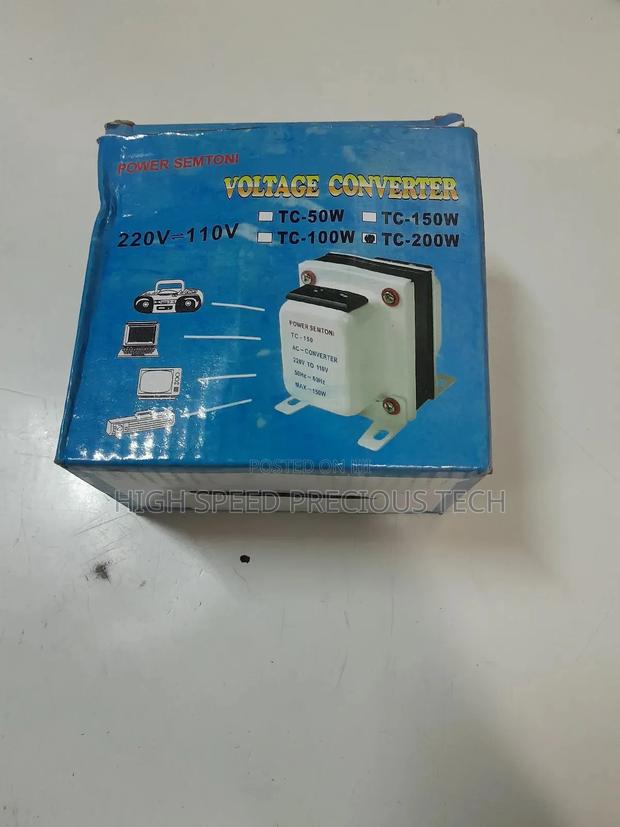 POWER SEMTONI
VOLTAGE CONVERTER
220V⇌110V
TC-50W TC-150W
TC-100W TC-200W
POWER SEMTONI
TC-150
AC-CONVERTER
220V TO 110V
50Hz-60Hz
MAX-150W
POSTED ON
HIGH SPEED PRECIOUS TECH